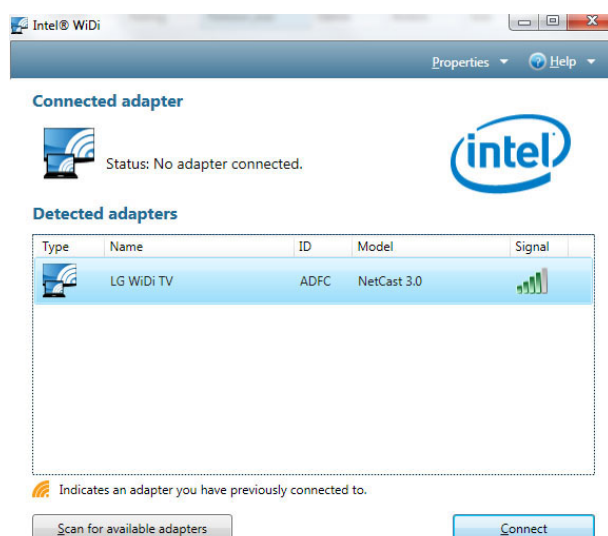 Intel® WiDi
Properties Help
Connected adapter
Status: No adapter connected.
intel
Detected adapters
Type Name ID Model Signal
LG WiDi TV ADFC NetCast 3.0
Indicates an adapter you have previously connected to.
Scan for available adapters Connect